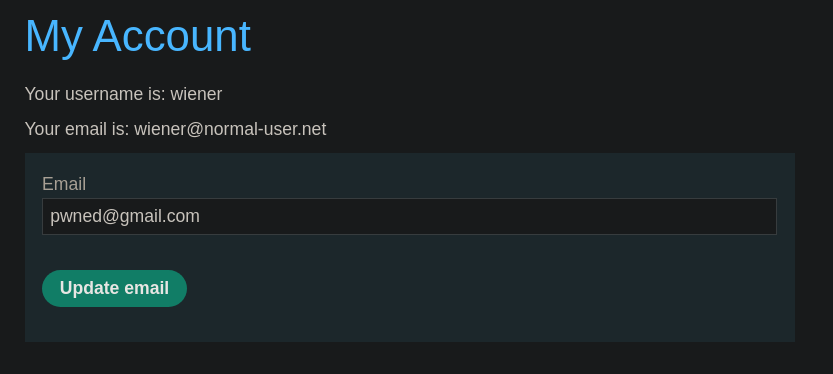 My Account
Your username is: wiener
Your email is: wiener@normal-user.net
Email
pwned@gmail.com
Update email